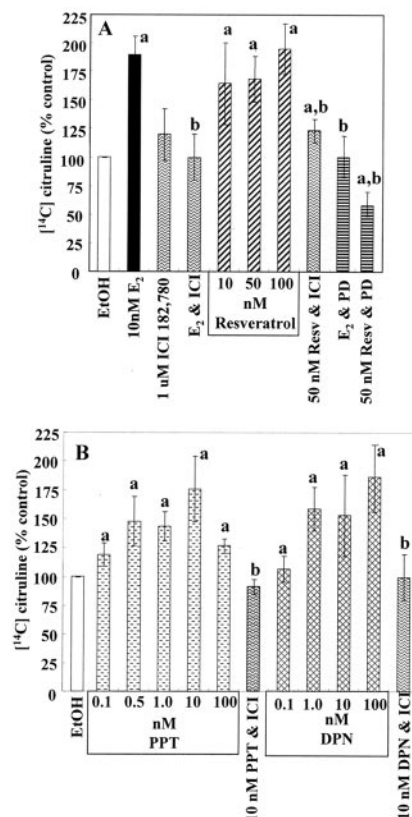 A
[¹⁴C] citruline (% control)
225
200
175
150
125
100
75
50
25
0
a
a
a
a
b
a,b
b
a,b
EtOH
10nM E₂
1 uM ICI 182,780
E₂ & ICI
10 50 100
nM
Resveratrol
50 nM Resv & ICI
E₂ & PD
50 nM Resv & PD
B
[¹⁴C] citruline (% control)
225
200
175
150
125
100
75
50
25
0
a
a
a
a
a
b
a
a
a
a
b
EtOH
0.1 0.5 1.0 10 100
nM
PPT
10 nM PPT & ICI
0.1 1.0 10 100
nM
DPN
10 nM DPN & ICI